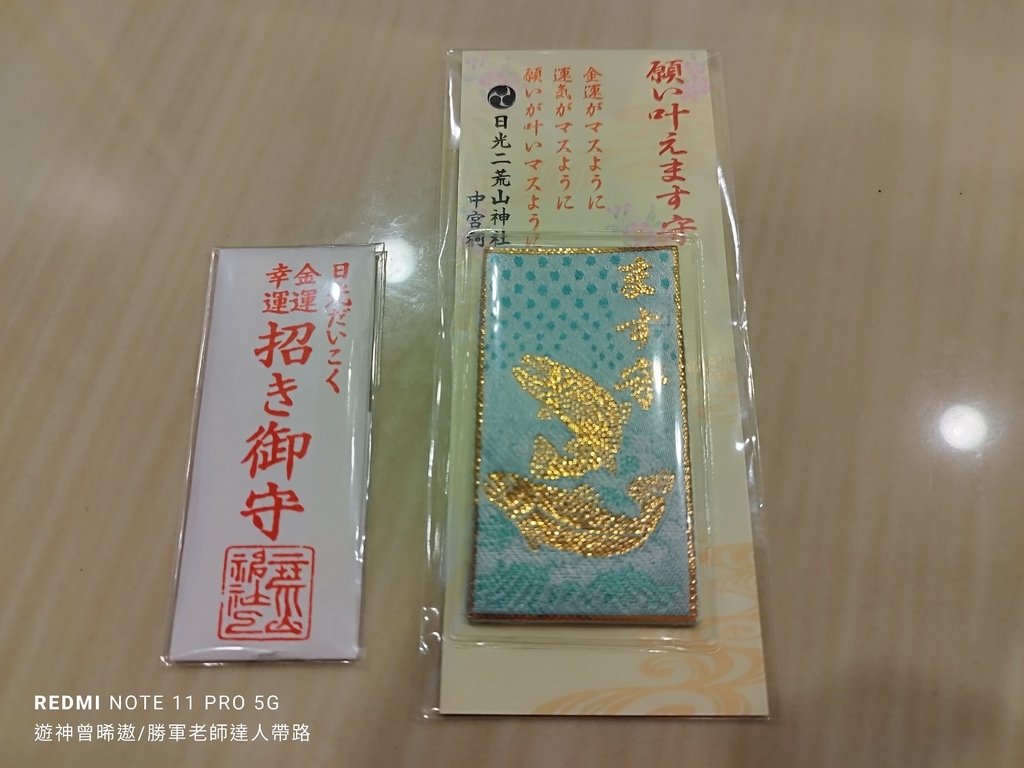 日光だいこく
金運
幸運
招き御守
願い叶えます守
金運がマスように
運気がマスように
願いが叶いマスように
日光二荒山神社
中宮祠
ます守
REDMI NOTE 11 PRO 5G
遊神曾晞遨/勝軍老師達人帶路